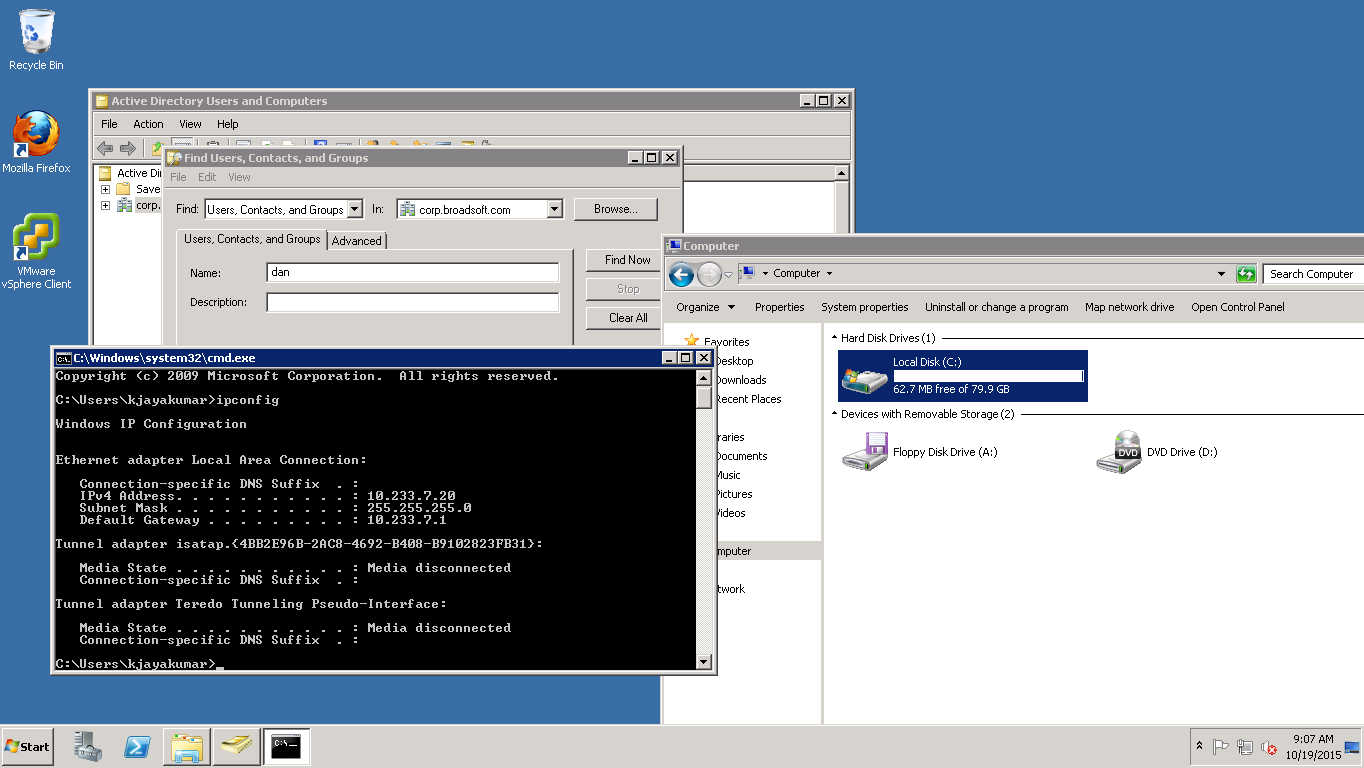 Recycle Bin
Mozilla Firefox
VMware
vSphere Client
Active Directory Users and Computers
File Action View Help
Active Di
Save
corp.
Find Users, Contacts, and Groups
File Edit View
Find: Users, Contacts, and Groups In: corp.broadsoft.com Browse...
Users, Contacts, and Groups Advanced
Name: dan
Description:
Find Now
Stop
Clear All
Computer
Computer
Search Computer
Organize Properties System properties Uninstall or change a program Map network drive Open Control Panel
Favorites
Desktop
Downloads
Recent Places
raries
Documents
Music
Pictures
Videos
mputer
twork
Hard Disk Drives (1)
Local Disk (C:)
62.7 MB free of 79.9 GB
Devices with Removable Storage (2)
Floppy Disk Drive (A:)
DVD
DVD Drive (D:)
C:\Windows\system32\cmd.exe
Copyright (c) 2009 Microsoft Corporation.  All rights reserved.
C:\Users\kjayakumar>ipconfig
Windows IP Configuration
Ethernet adapter Local Area Connection:
Connection-specific DNS Suffix  . :
IPv4 Address. . . . . . . . . . . : 10.233.7.20
Subnet Mask . . . . . . . . . . . : 255.255.255.0
Default Gateway . . . . . . . . . : 10.233.7.1
Tunnel adapter isatap.{4BB2E96B-2AC8-4692-B408-B9102823FB31}:
Media State . . . . . . . . . . . : Media disconnected
Connection-specific DNS Suffix  . :
Tunnel adapter Teredo Tunneling Pseudo-Interface:
Media State . . . . . . . . . . . : Media disconnected
Connection-specific DNS Suffix  . :
C:\Users\kjayakumar>_
Start
C:\_
9:07 AM
10/19/2015